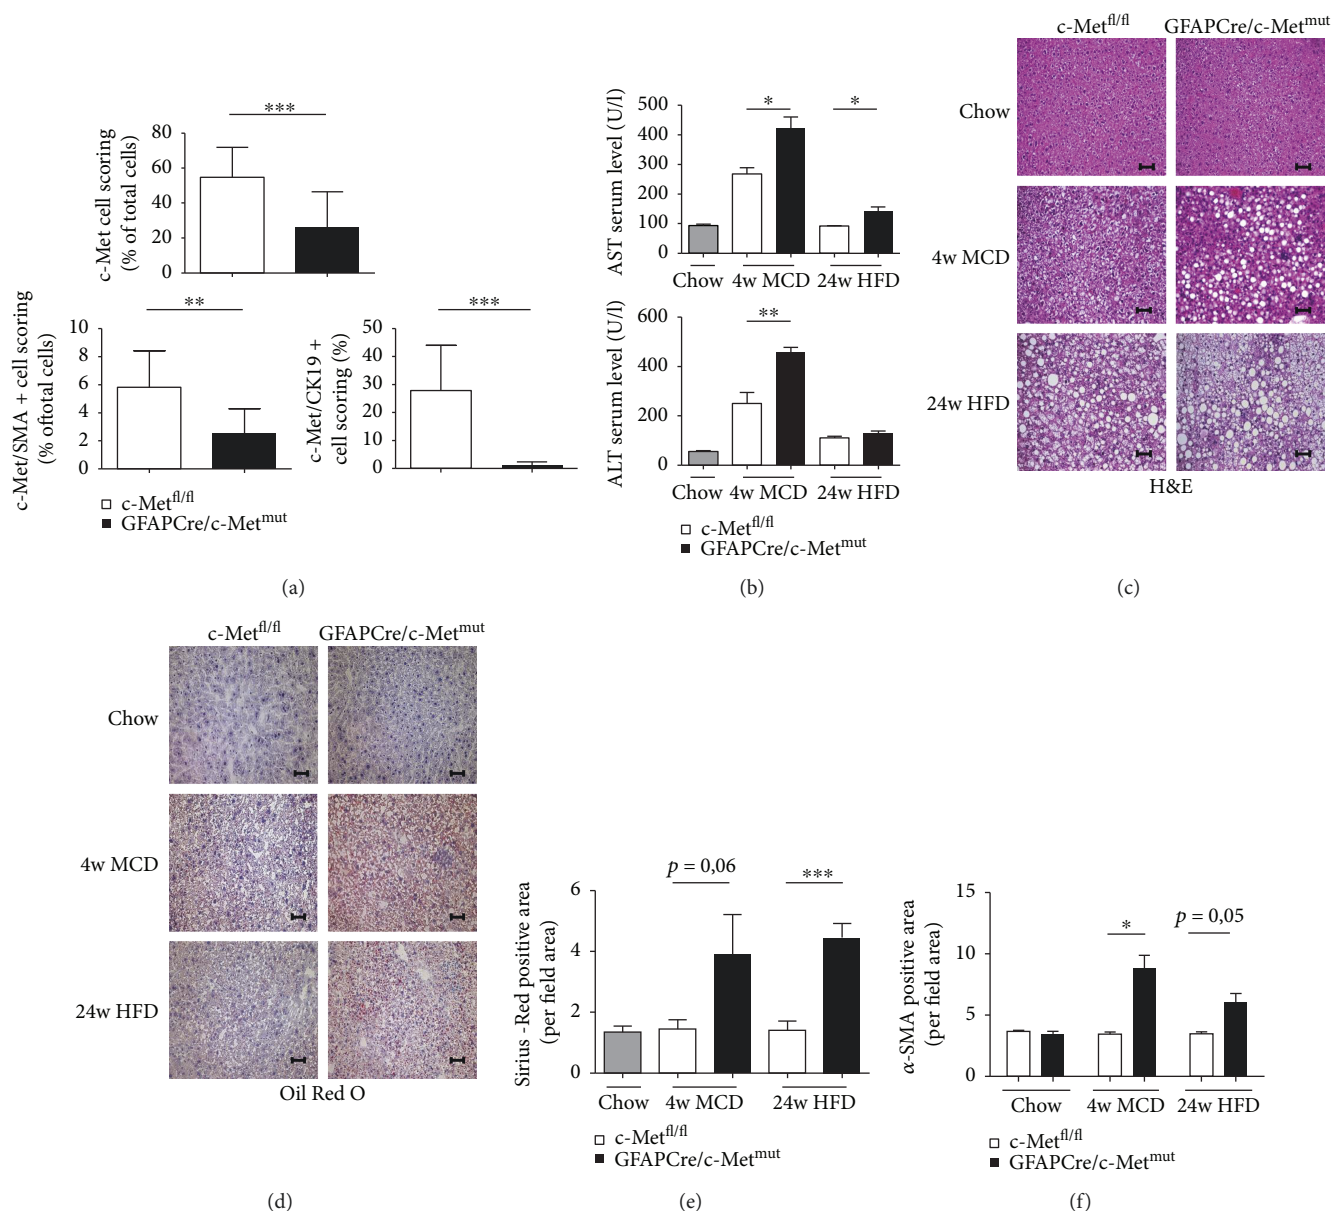 ***
c-Met cell scoring
(% of total cells)
80
60
40
20
0
**
c-Met/SMA + cell scoring
(% oftotal cells)
10
8
6
4
2
0
***
c-Met/CK19 +
cell scoring (%)
50
40
30
20
10
0
c-Met^fl/fl
GFAPCre/c-Met^mut
(a)
AST serum level (U/l)
500
400
300
200
100
0
*
*
Chow 4w MCD 24w HFD
ALT serum level (U/l)
600
400
200
0
**
Chow 4w MCD 24w HFD
c-Met^fl/fl
GFAPCre/c-Met^mut
(b)
c-Met^fl/fl GFAPCre/c-Met^mut
Chow
4w MCD
24w HFD
H&E
(c)
c-Met^fl/fl GFAPCre/c-Met^mut
Chow
4w MCD
24w HFD
Oil Red O
(d)
Sirius -Red positive area
(per field area)
6
4
2
0
p = 0,06
***
Chow 4w MCD 24w HFD
c-Met^fl/fl
GFAPCre/c-Met^mut
(e)
α-SMA positive area
(per field area)
15
10
5
0
*
p = 0,05
Chow 4w MCD 24w HFD
c-Met^fl/fl
GFAPCre/c-Met^mut
(f)